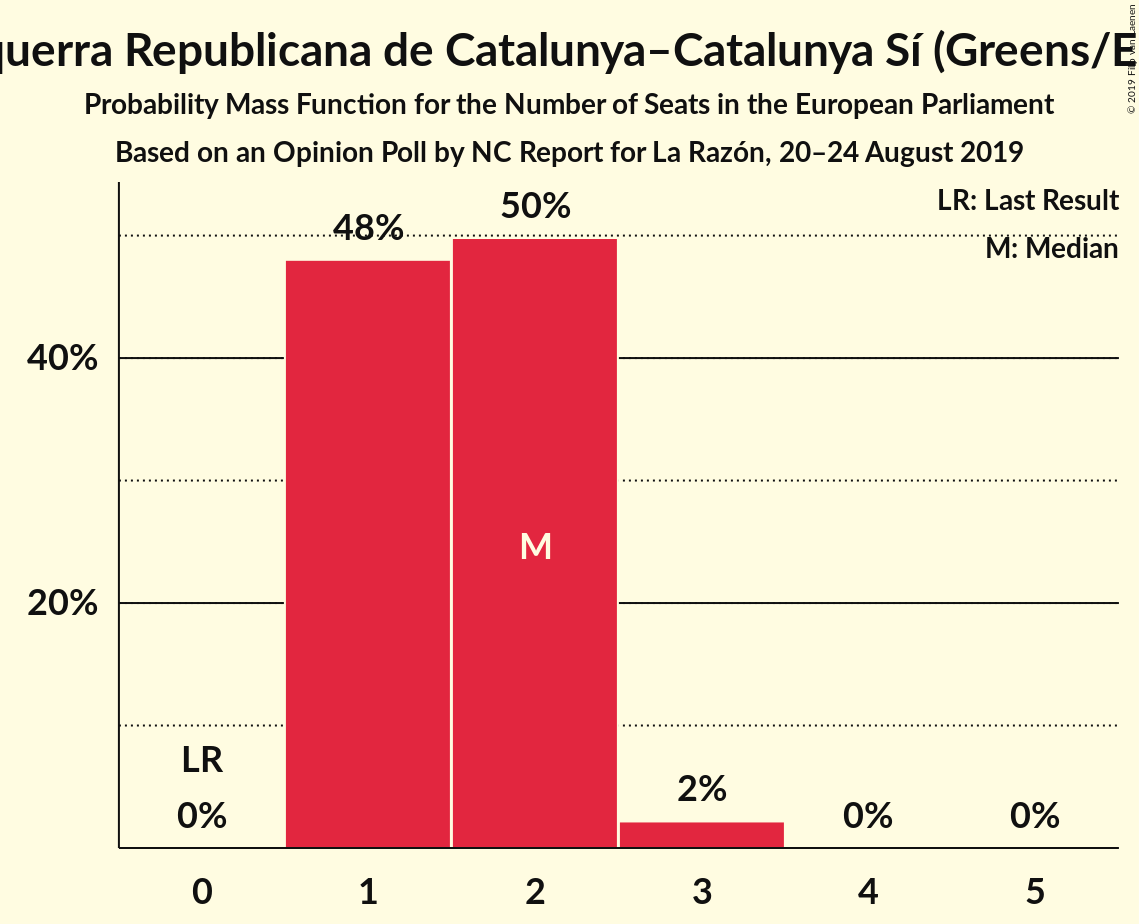 querra Republicana de Catalunya–Catalunya Sí (Greens/E
Probability Mass Function for the Number of Seats in the European Parliament
Based on an Opinion Poll by NC Report for La Razón, 20–24 August 2019
© 2019 Filip van Laenen
LR: Last Result
M: Median
48%
50%
40%
M
20%
LR
0%
2%
0%
0%
0
1
2
3
4
5